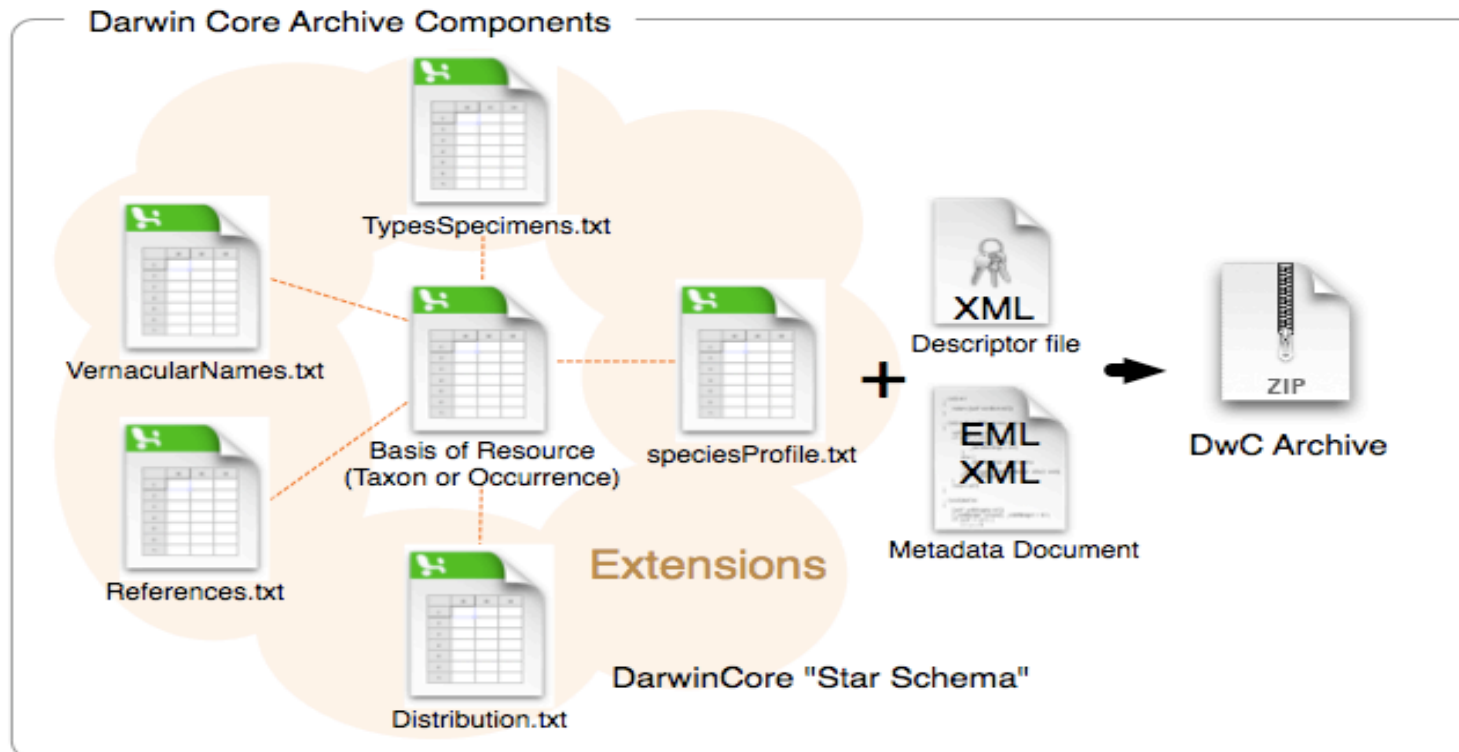 Darwin Core Archive Components
TypesSpecimens.txt
VernacularNames.txt
Basis of Resource
(Taxon or Occurrence)
speciesProfile.txt
References.txt
Distribution.txt
Extensions
DarwinCore "Star Schema"
+
XML
Descriptor file
EML
XML
Metadata Document
ZIP
DwC Archive